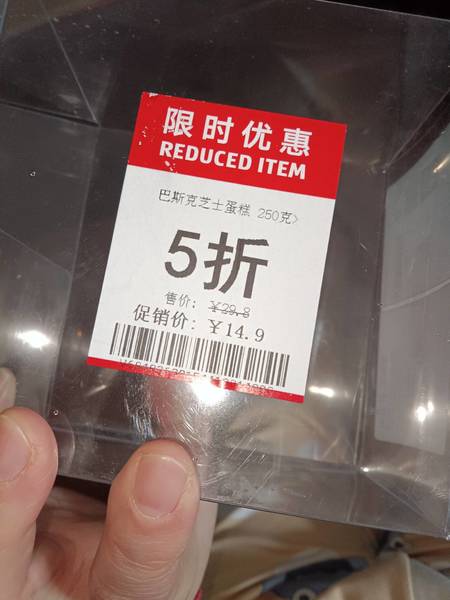 限时优惠
REDUCED ITEM
巴斯克芝士蛋糕 250克>
5折
售价: ¥29.8
促销价: ¥14.9